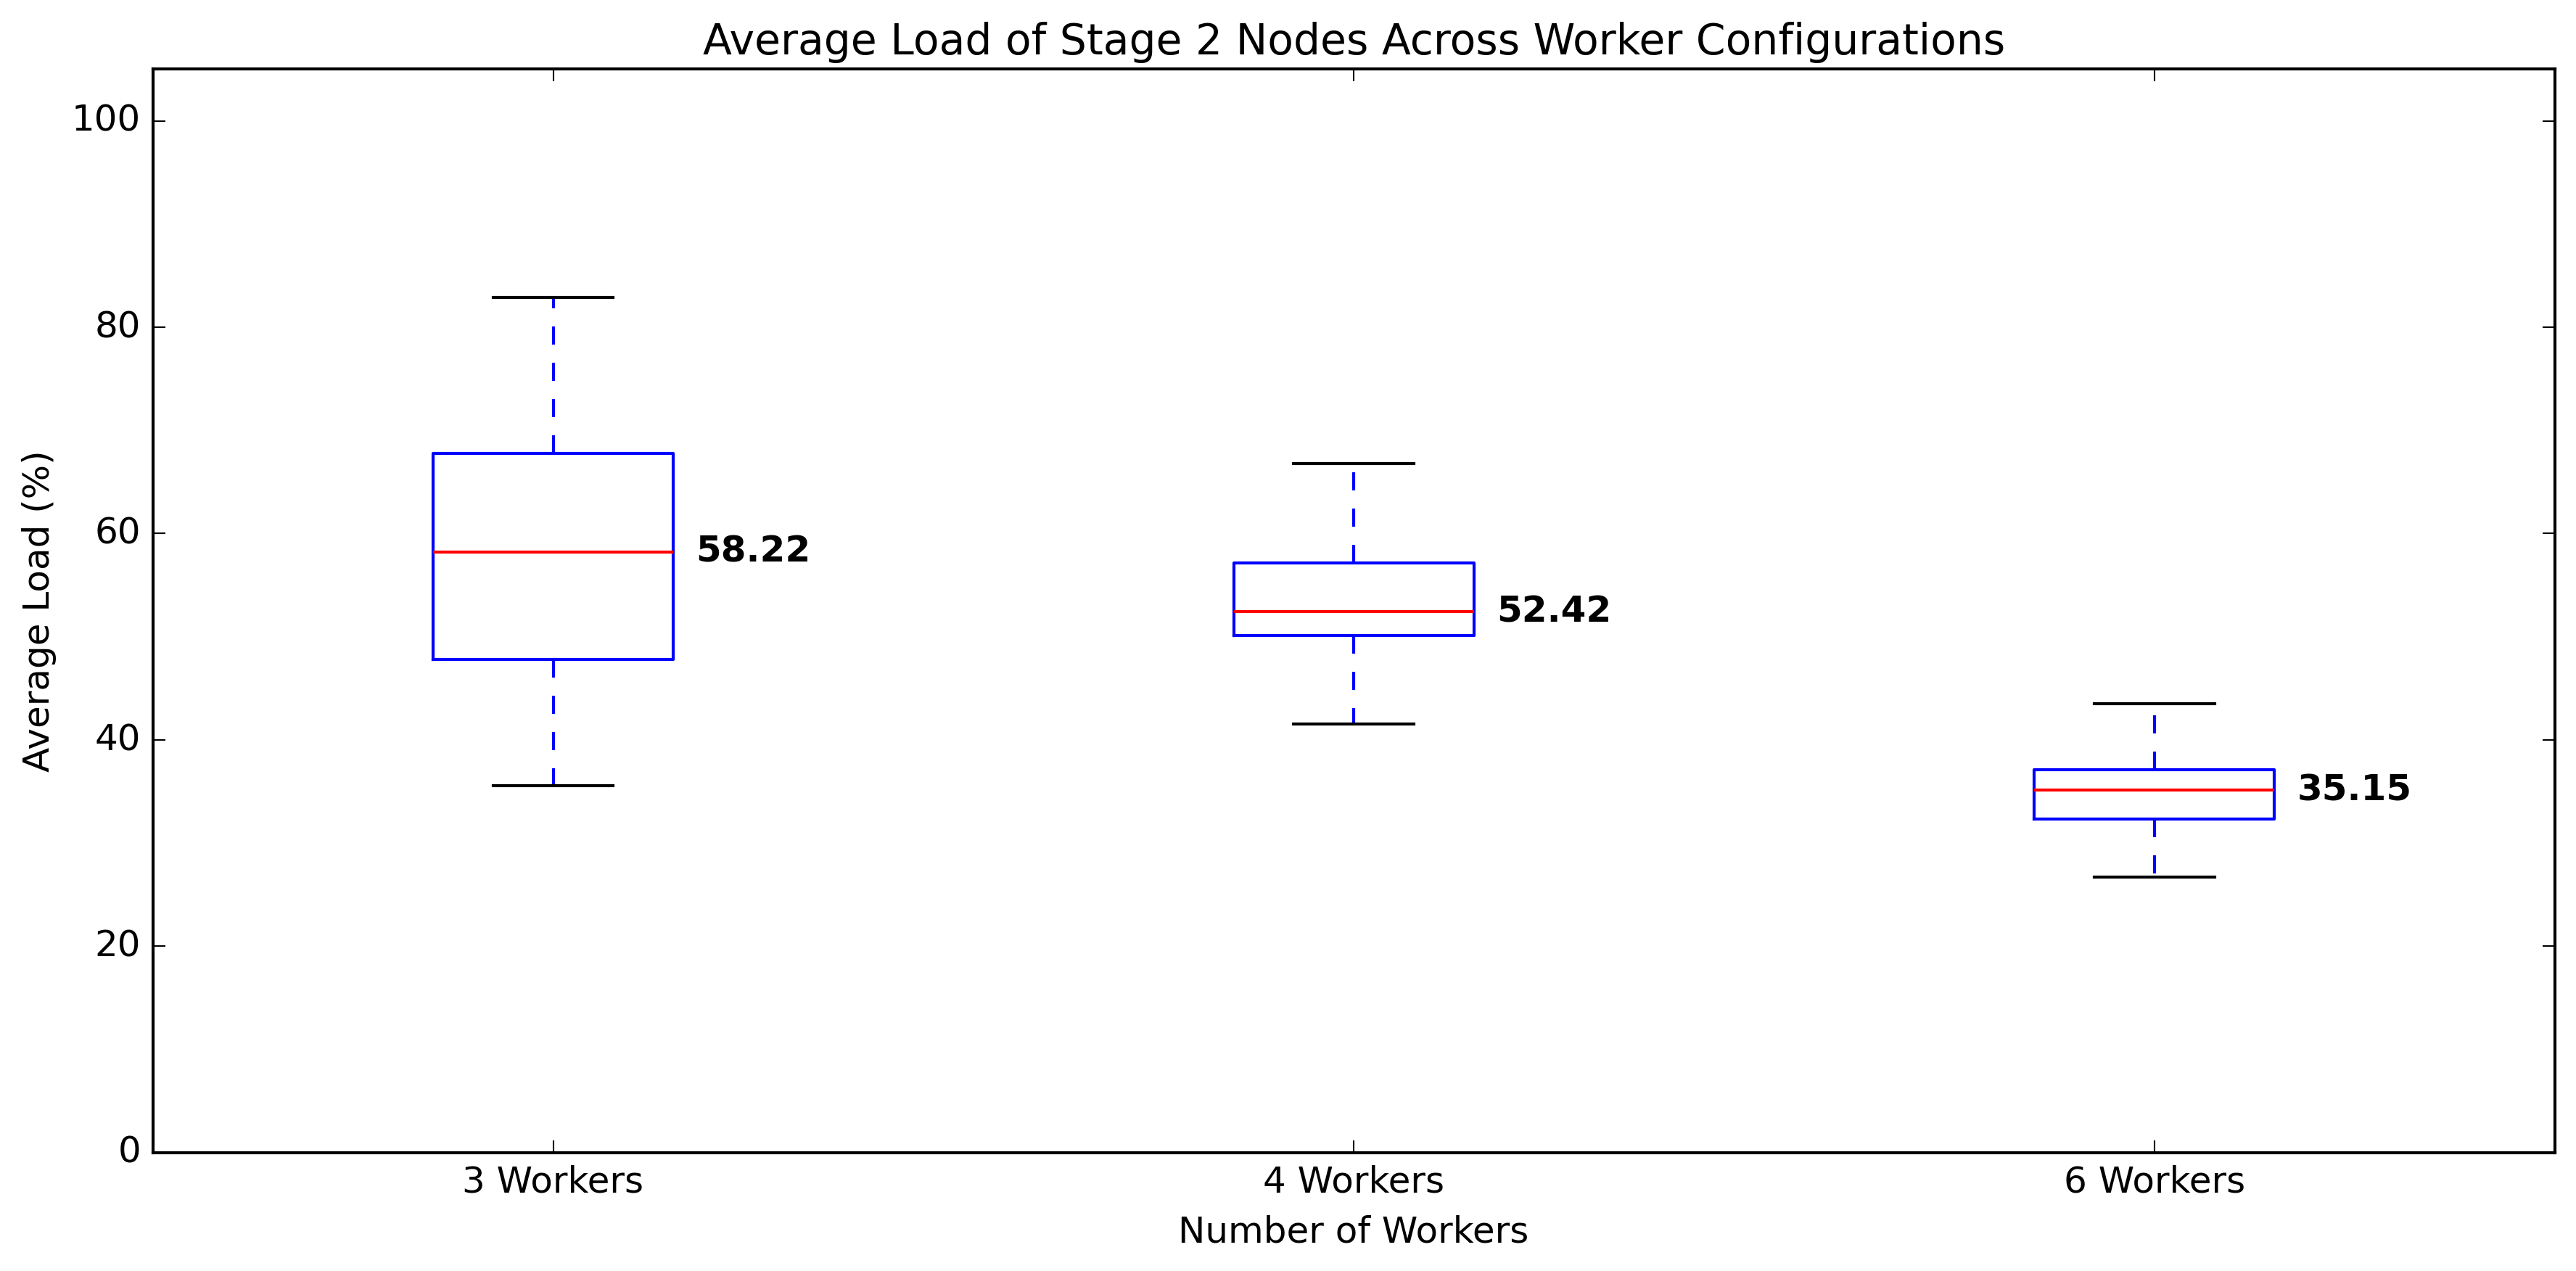 Average Load of Stage 2 Nodes Across Worker Configurations
Average Load (%)
100
80
60
40
20
0
58.22
52.42
35.15
3 Workers
4 Workers
6 Workers
Number of Workers